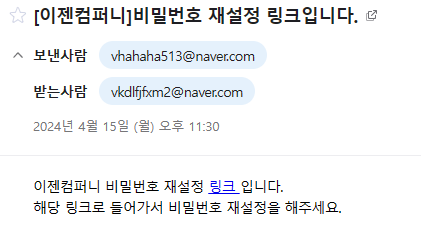 [이젠컴퍼니]비밀번호 재설정 링크입니다.
보낸사람 vhahaha513@naver.com
받는사람 vkdlfjfxm2@naver.com
2024년 4월 15일 (월) 오후 11:30
이젠컴퍼니 비밀번호 재설정 링크 입니다.
해당 링크로 들어가서 비밀번호 재설정을 해주세요.